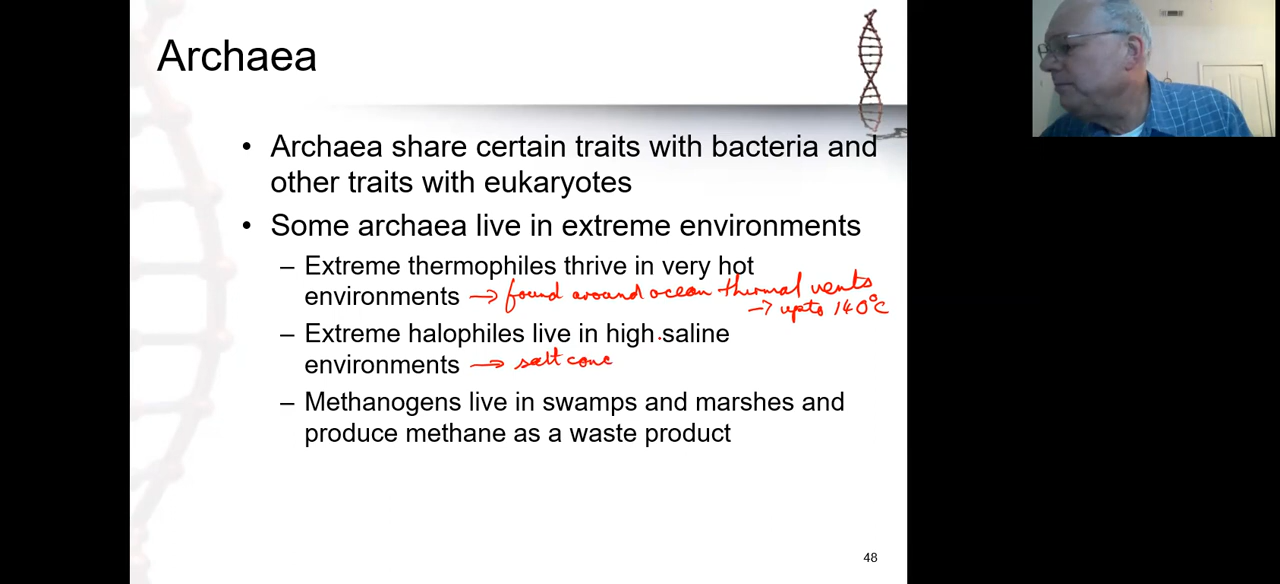 Archaea
• Archaea share certain traits with bacteria and
other traits with eukaryotes
• Some archaea live in extreme environments
– Extreme thermophiles thrive in very hot
environments → found around ocean thermal vents
→ upto 140°C
– Extreme halophiles live in high saline
environments → salt conc
– Methanogens live in swamps and marshes and
produce methane as a waste product
48